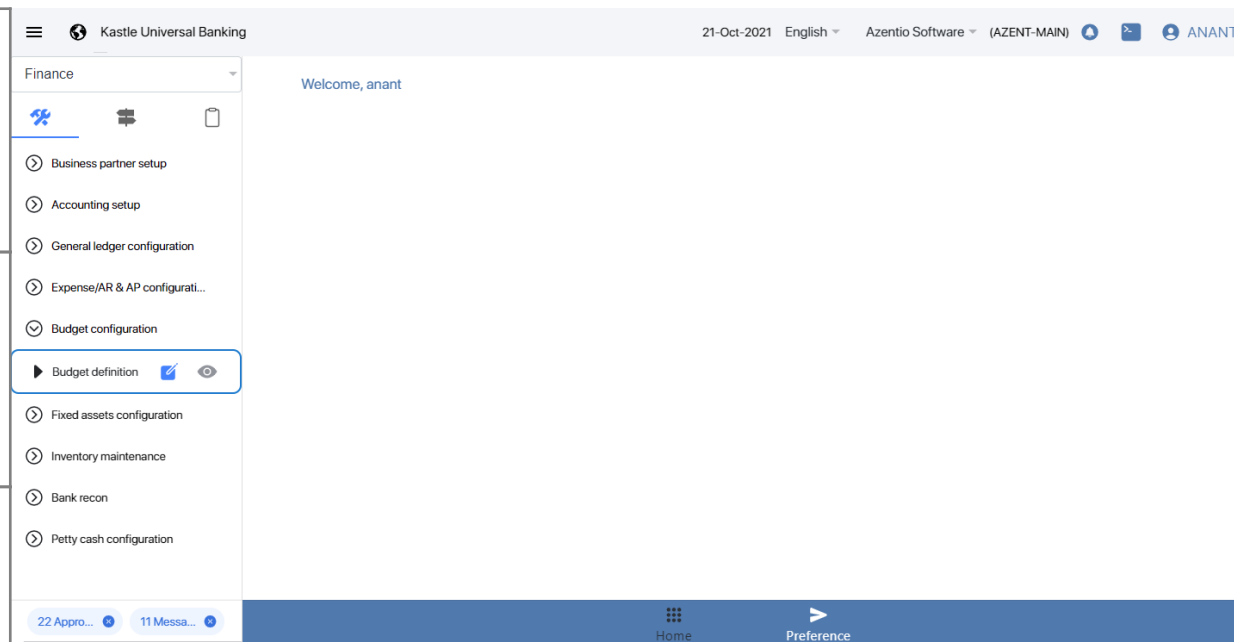 Kastle Universal Banking
21-Oct-2021 English Azentio Software (AZENT-MAIN) ANANT
Finance
Welcome, anant
Business partner setup
Accounting setup
General ledger configuration
Expense/AR & AP configurati...
Budget configuration
Budget definition
Fixed assets configuration
Inventory maintenance
Bank recon
Petty cash configuration
22 Appro... 11 Messa...
Home Preference